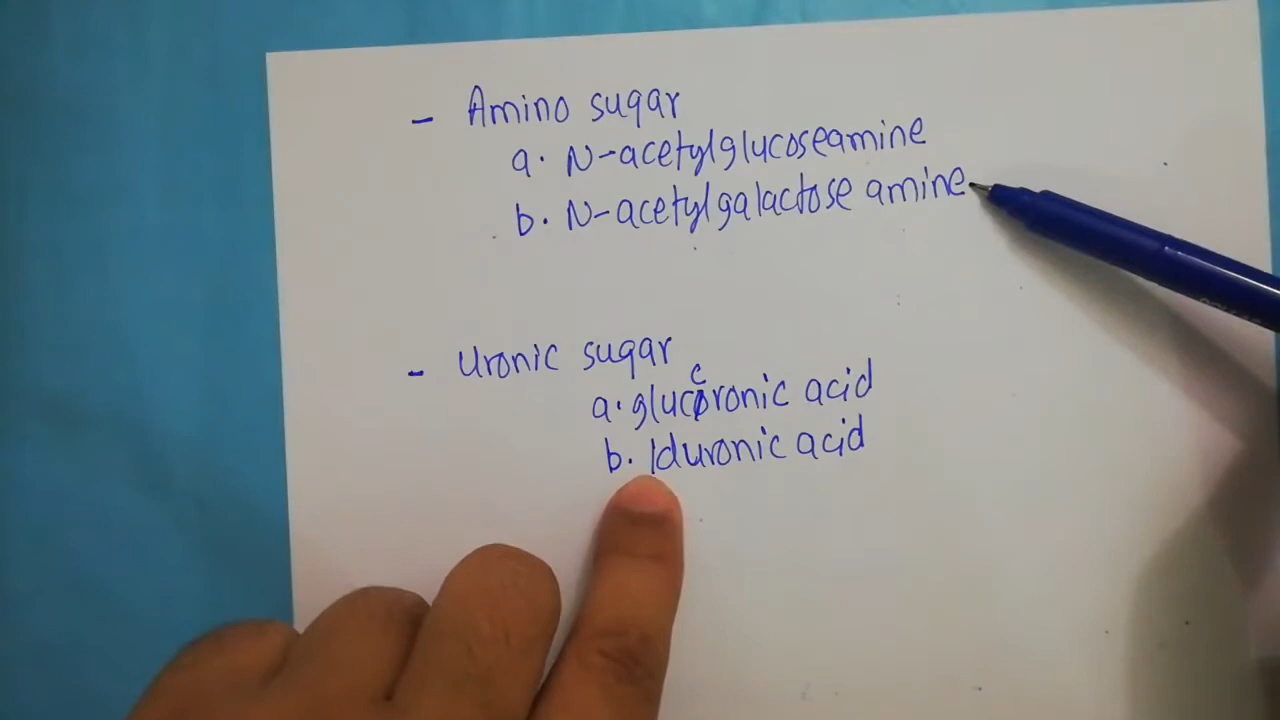 - Amino sugar
a. N-acetylglucoseamine
b. N-acetylgalactose amine
- Uronic sugar
a. glucoronic acid
b. Iduronic acid